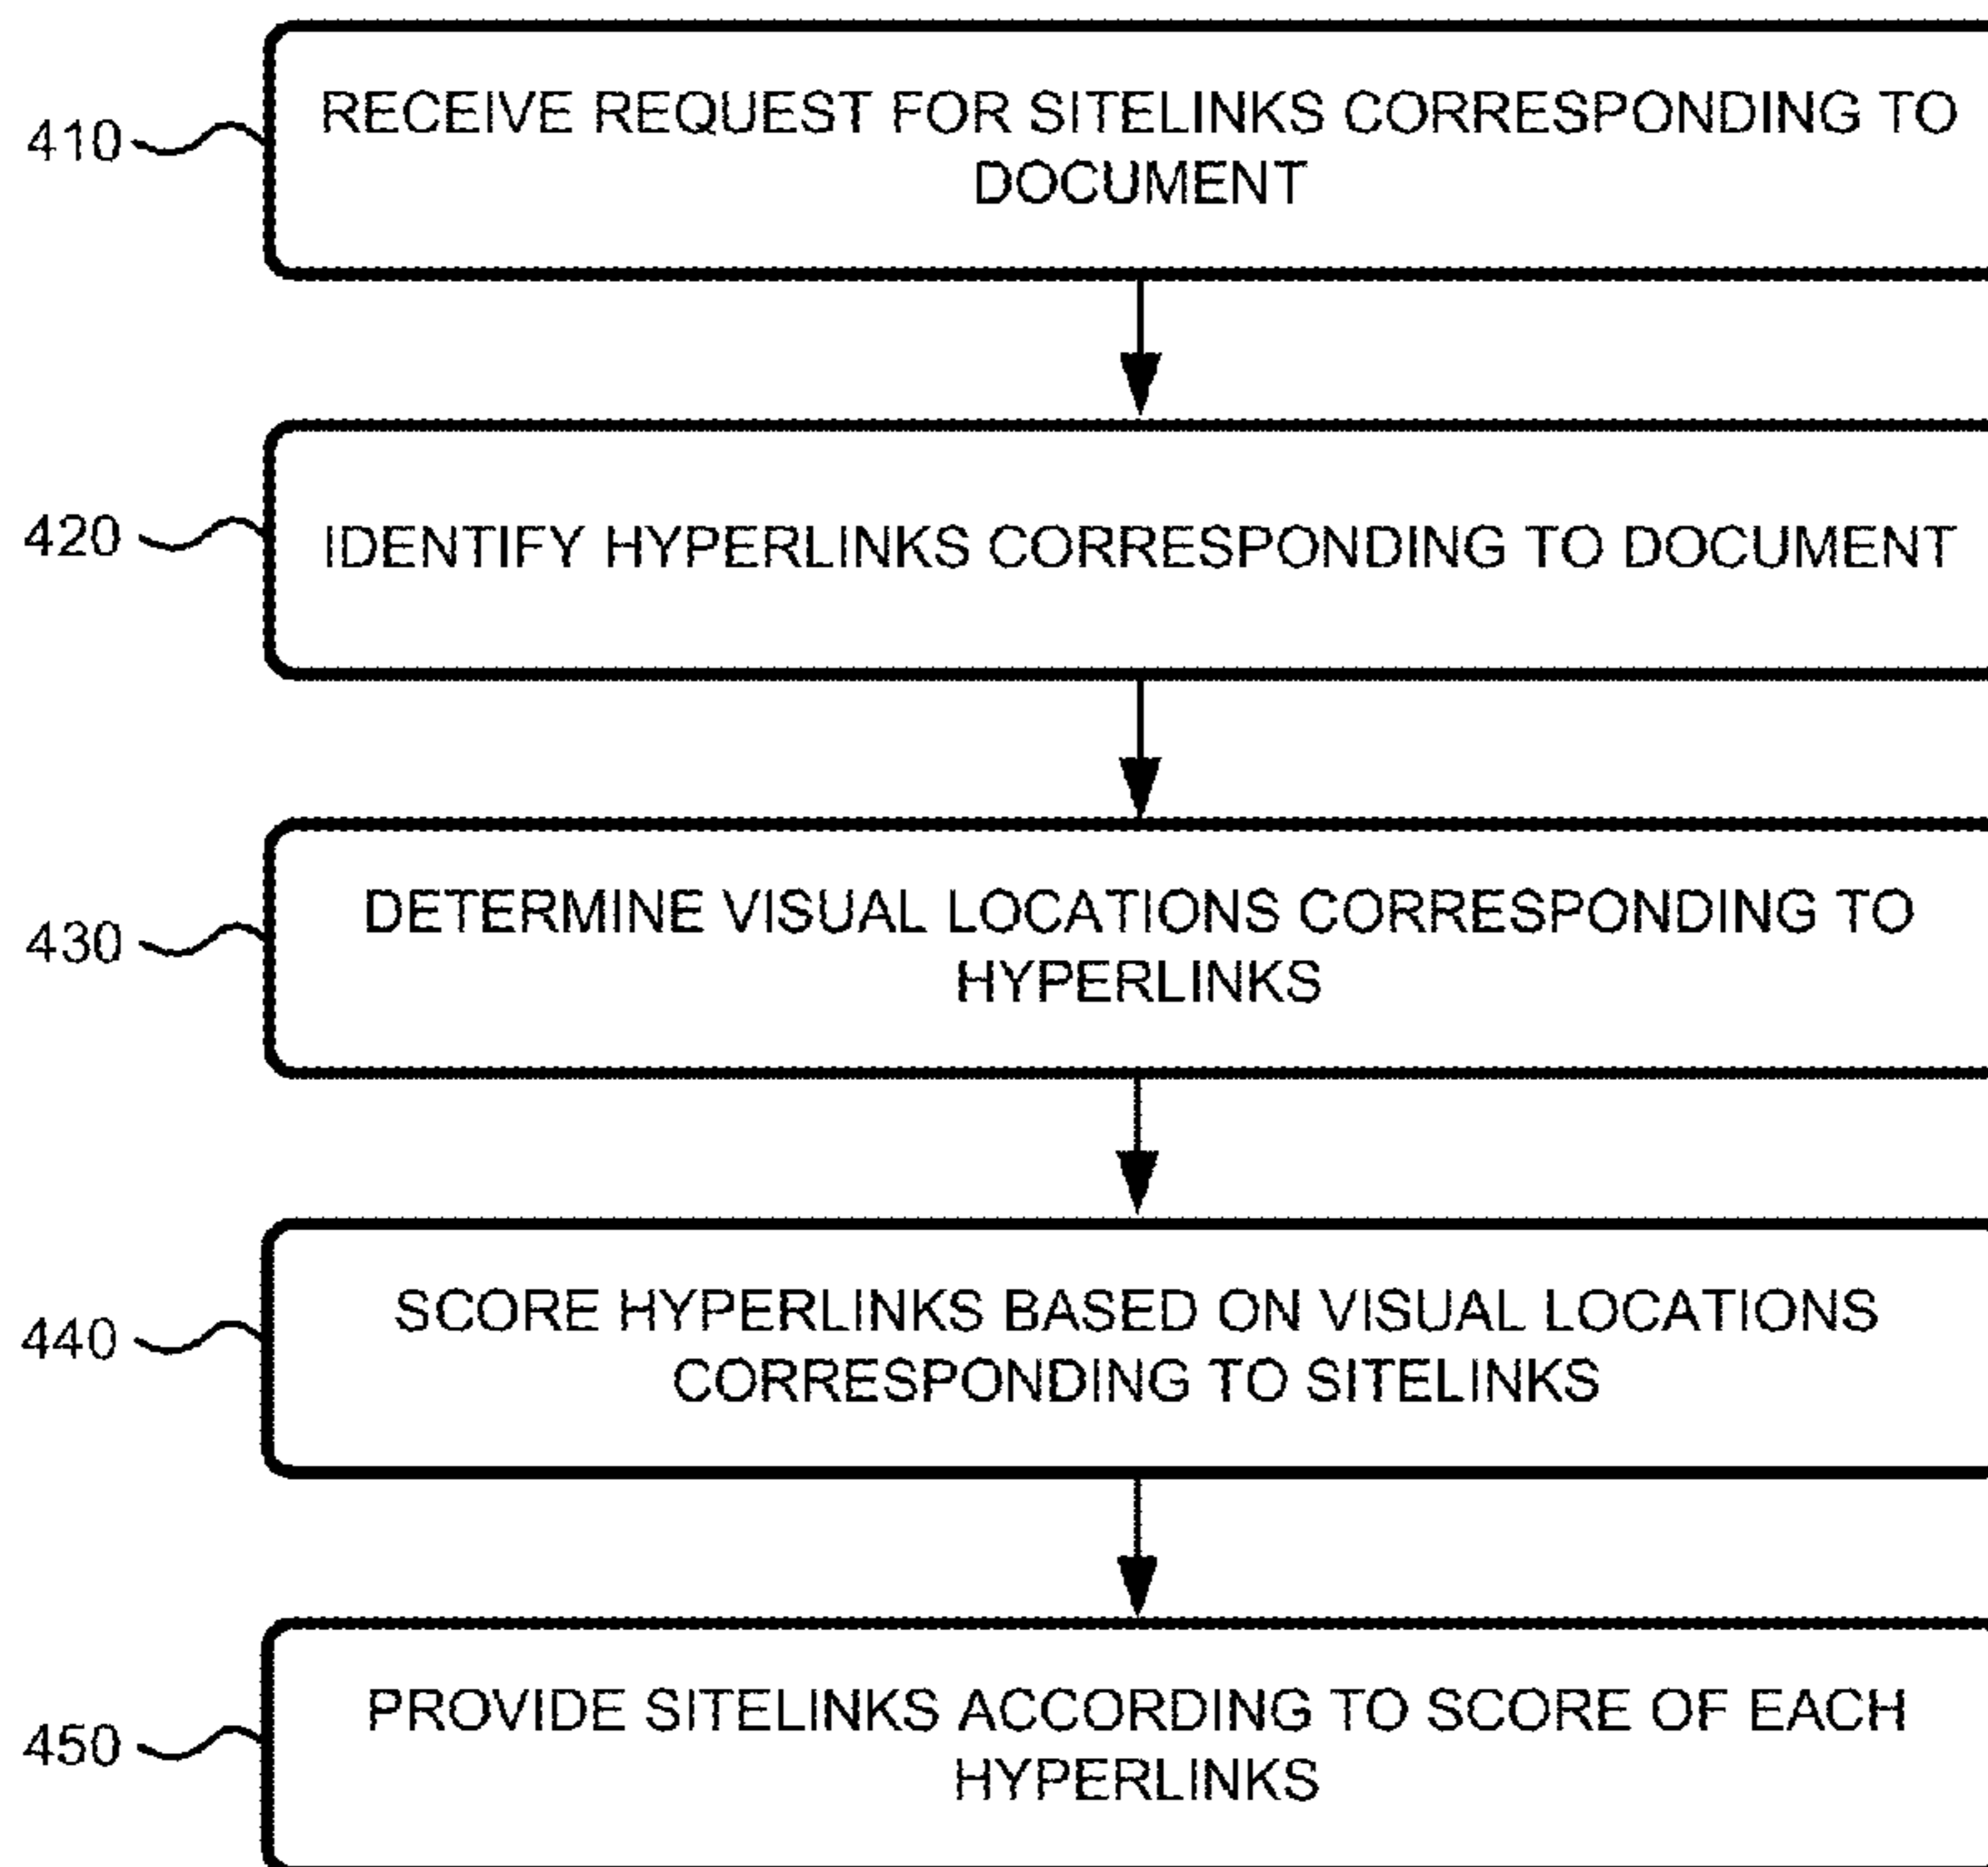 410
RECEIVE REQUEST FOR SITELINKS CORRESPONDING TO
DOCUMENT
420
IDENTIFY HYPERLINKS CORRESPONDING TO DOCUMENT
430
DETERMINE VISUAL LOCATIONS CORRESPONDING TO
HYPERLINKS
440
SCORE HYPERLINKS BASED ON VISUAL LOCATIONS
CORRESPONDING TO SITELINKS
450
PROVIDE SITELINKS ACCORDING TO SCORE OF EACH
HYPERLINKS